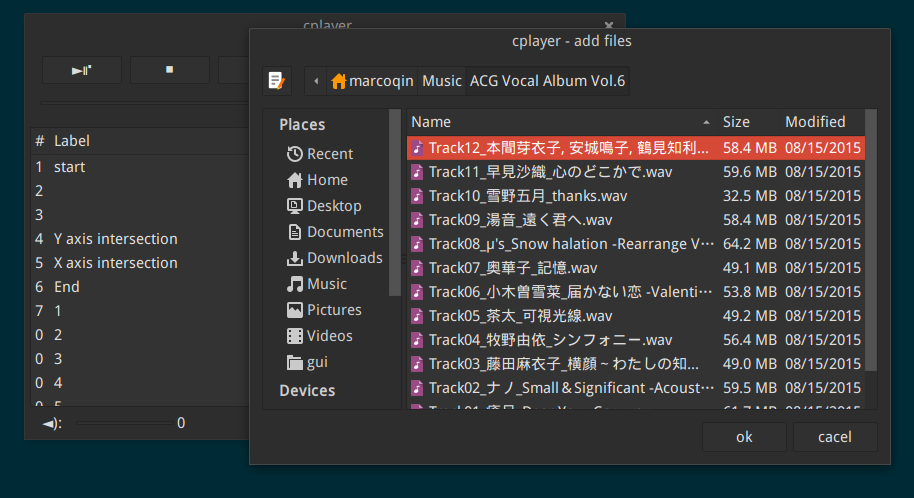 cplayer
cplayer - add files
marcoqin Music ACG Vocal Album Vol.6
# Label
1 start
2
3
4 Y axis intersection
5 X axis intersection
6 End
7 1
0 2
0 3
0 4
0 5
0
Places
Recent
Home
Desktop
Documents
Downloads
Music
Pictures
Videos
gui
Devices
Name Size Modified
Track12_本間芽衣子, 安城鳴子, 鶴見知利... 58.4 MB 08/15/2015
Track11_早見沙織_心のどこかで.wav 59.6 MB 08/15/2015
Track10_雪野五月_thanks.wav 32.5 MB 08/15/2015
Track09_湯音_遠く君へ.wav 58.4 MB 08/15/2015
Track08_μ's_Snow halation -Rearrange V… 64.2 MB 08/15/2015
Track07_奥華子_記憶.wav 49.1 MB 08/15/2015
Track06_小木曽雪菜_届かない恋 -Valenti… 53.8 MB 08/15/2015
Track05_茶太_可視光線.wav 49.2 MB 08/15/2015
Track04_牧野由依_シンフォニー.wav 56.4 MB 08/15/2015
Track03_藤田麻衣子_横顔～わたしの知... 49.0 MB 08/15/2015
Track02_ナノ_Small＆Significant -Acoust… 59.5 MB 08/15/2015
61.7 MB 08/15/2015
ok cacel